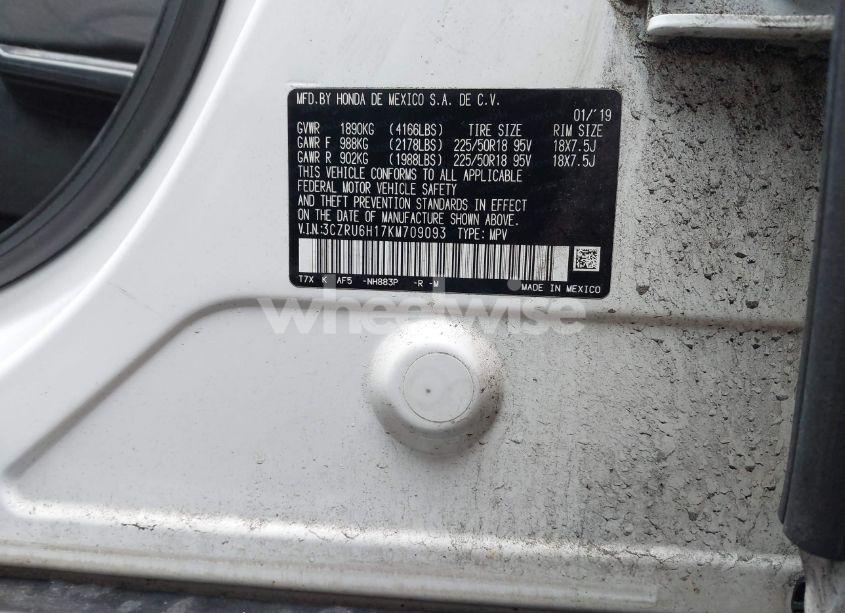 MFD.BY HONDA DE MEXICO S.A. DE C.V.
01/'19
GVWR 1890KG (4166LBS) TIRE SIZE RIM SIZE
GAWR F 988KG (2178LBS) 225/50R18 95V 18X7.5J
GAWR R 902KG (1988LBS) 225/50R18 95V 18X7.5J
THIS VEHICLE CONFORMS TO ALL APPLICABLE
FEDERAL MOTOR VEHICLE SAFETY
AND THEFT PREVENTION STANDARDS IN EFFECT
ON THE DATE OF MANUFACTURE SHOWN ABOVE.
V.I.N:3CZRU6H17KM709093 TYPE: MPV
T7X K AF5 -NH883P -R -M MADE IN MEXICO
wheelwise